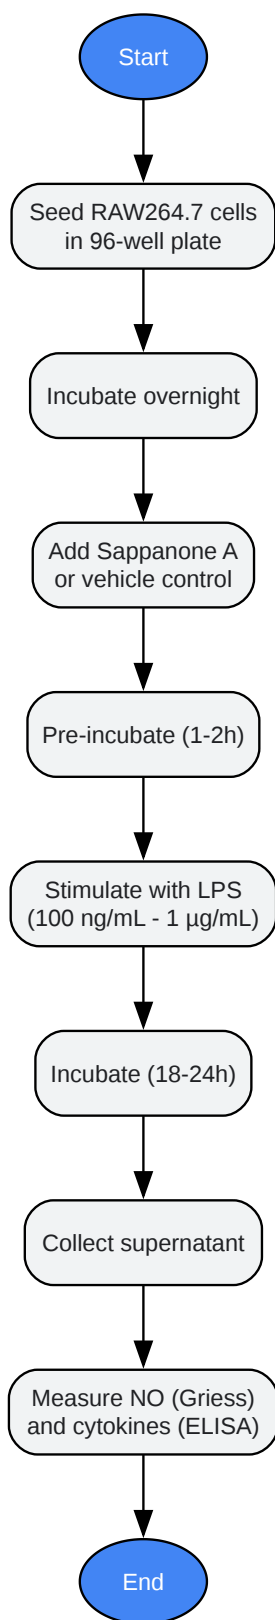 Start
Seed RAW264.7 cells
in 96-well plate
Incubate overnight
Add Sappanone A
or vehicle control
Pre-incubate (1-2h)
Stimulate with LPS
(100 ng/mL - 1 µg/mL)
Incubate (18-24h)
Collect supernatant
Measure NO (Griess)
and cytokines (ELISA)
End